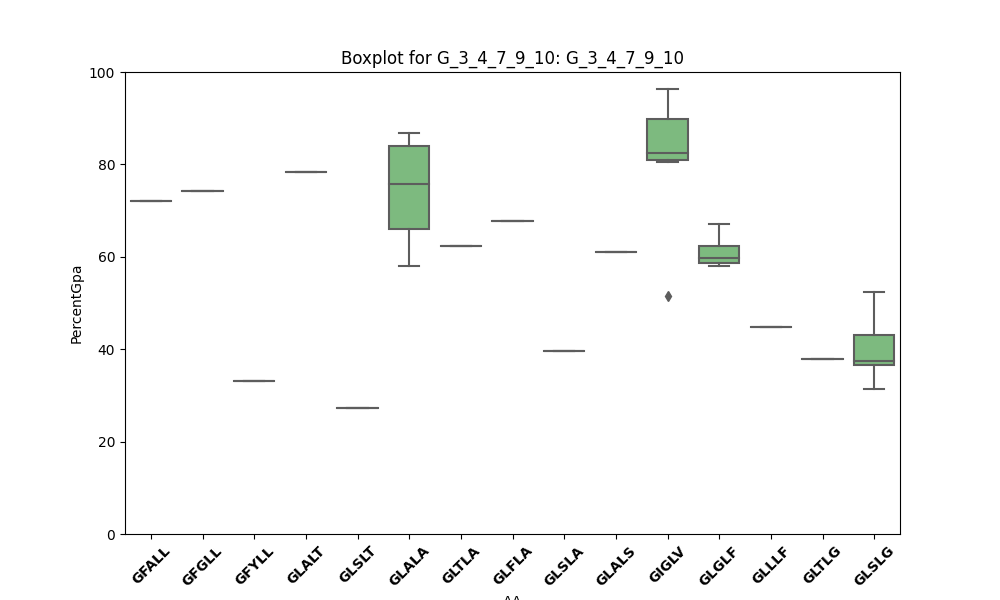 Boxplot for G_3_4_7_9_10: G_3_4_7_9_10
PercentGpa
100
80
60
40
20
0
GFALL GFGLL GFYLL GLALT GLSLT GLALA GLTLA GLFLA GLSLA GLALS GIGLV GLGLF GLLLF GLTLG GLSLG
AA